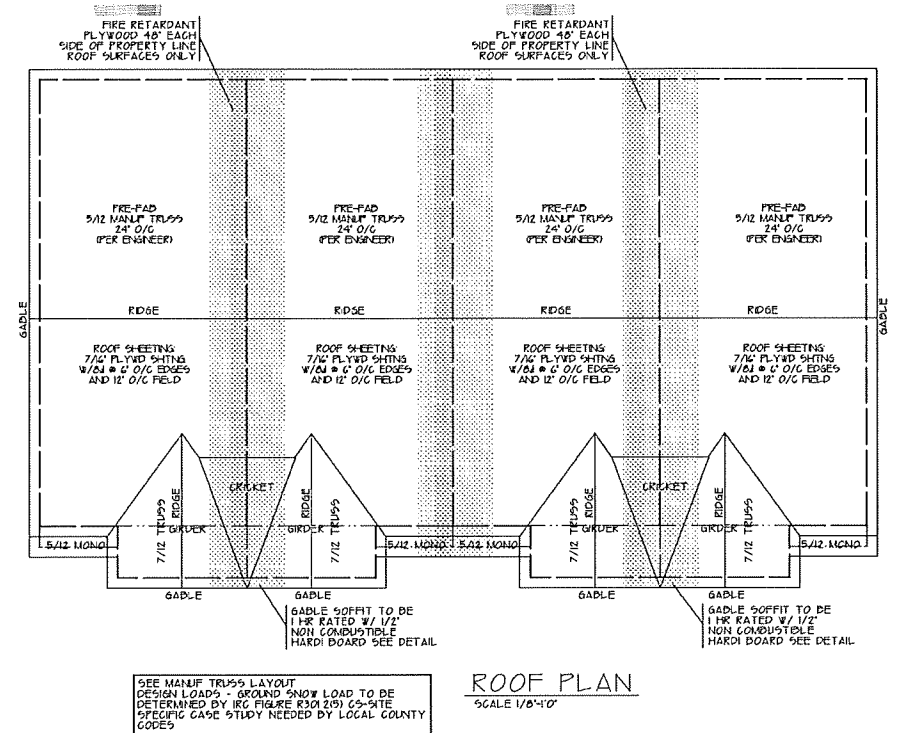 FIRE RETARDANT
PLYWOOD 48" EACH
SIDE OF PROPERTY LINE
ROOF SURFACES ONLY
FIRE RETARDANT
PLYWOOD 48" EACH
SIDE OF PROPERTY LINE
ROOF SURFACES ONLY
PRE-FAB
5/12 MANUF TRUSS
24" O/C
(PER ENGINEER)
PRE-FAB
5/12 MANUF TRUSS
24" O/C
(PER ENGINEER)
PRE-FAB
5/12 MANUF TRUSS
24" O/C
(PER ENGINEER)
PRE-FAB
5/12 MANUF TRUSS
24" O/C
(PER ENGINEER)
GABLE
RIDGE
RIDGE
RIDGE
RIDGE
GABLE
ROOF SHEETING
7/16" PLYWD SHTNG
W/8d @ 6" O/C EDGES
AND 12" O/C FIELD
ROOF SHEETING
7/16" PLYWD SHTNG
W/8d @ 6" O/C EDGES
AND 12" O/C FIELD
ROOF SHEETING
7/16" PLYWD SHTNG
W/8d @ 6" O/C EDGES
AND 12" O/C FIELD
ROOF SHEETING
7/16" PLYWD SHTNG
W/8d @ 6" O/C EDGES
AND 12" O/C FIELD
CRICKET
CRICKET
RIDGE
RIDGE
RIDGE
RIDGE
7/12 TRUSS
GIRDER
GIRDER
7/12 TRUSS
7/12 TRUSS
GIRDER
GIRDER
7/12 TRUSS
5/12 MONO
5/12 MONO
5/12 MONO
5/12 MONO
GABLE
GABLE
GABLE
GABLE
GABLE SOFFIT TO BE
1 HR RATED W/ 1/2"
NON COMBUSTIBLE
HARDI BOARD SEE DETAIL
GABLE SOFFIT TO BE
1 HR RATED W/ 1/2"
NON COMBUSTIBLE
HARDI BOARD SEE DETAIL
SEE MANUF TRUSS LAYOUT
DESIGN LOADS - GROUND SNOW LOAD TO BE
DETERMINED BY IRC FIGURE R301.2(5) CS-SITE
SPECIFIC CASE STUDY NEEDED BY LOCAL COUNTY
CODES
ROOF PLAN
SCALE 1/8"=1'0"